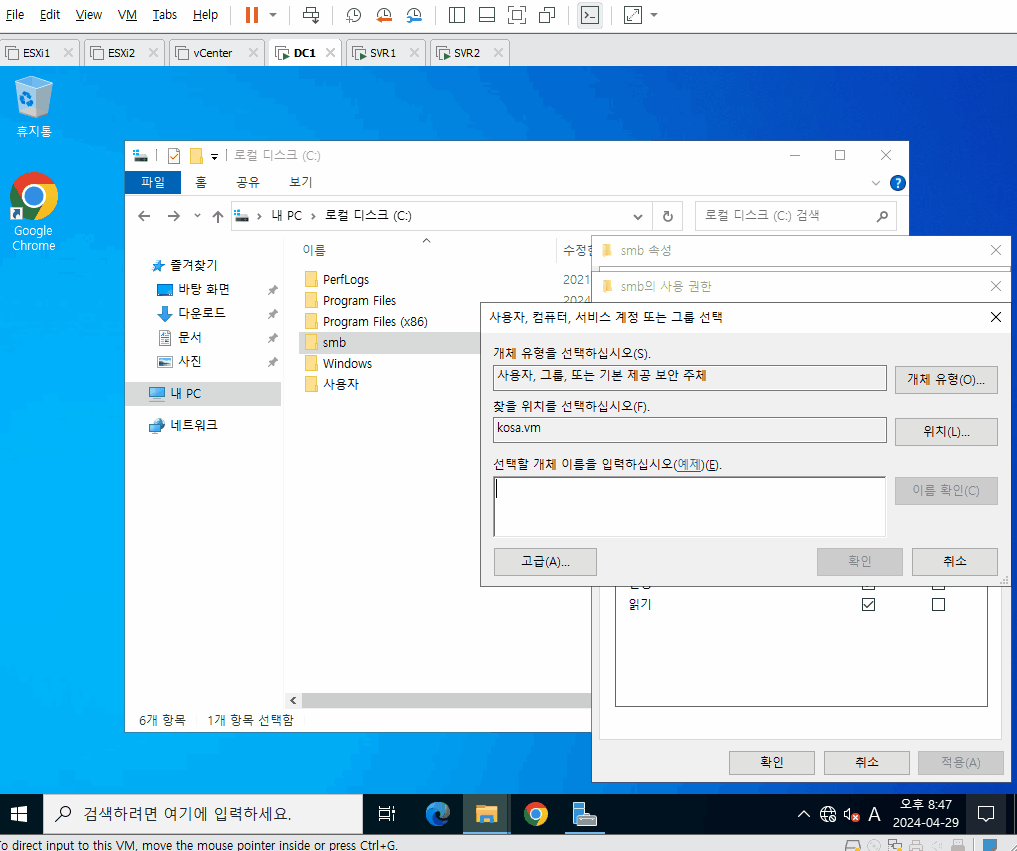 File Edit View VM Tabs Help
ESXi1 ESXi2 vCenter DC1 SVR1 SVR2
휴지통
Google
Chrome
로컬 디스크 (C:)
파일 홈 공유 보기
내 PC 로컬 디스크 (C:)
로컬 디스크 (C:) 검색
이름
즐겨찾기
바탕 화면
다운로드
문서
사진
내 PC
네트워크
PerfLogs 2021
Program Files 2024
Program Files (x86)
smb
Windows
사용자
6개 항목 1개 항목 선택함
smb 속성
smb의 사용 권한
사용자, 컴퓨터, 서비스 계정 또는 그룹 선택
개체 유형을 선택하십시오(S).
사용자, 그룹, 또는 기본 제공 보안 주체
개체 유형(O)...
찾을 위치를 선택하십시오(F).
kosa.vm
위치(L)...
선택할 개체 이름을 입력하십시오(예제)(E).
이름 확인(C)
고급(A)...
확인
취소
읽기
확인
취소
적용(A)
검색하려면 여기에 입력하세요.
A
오후 8:47
2024-04-29
To direct input to this VM, move the mouse pointer inside or press Ctrl+G.